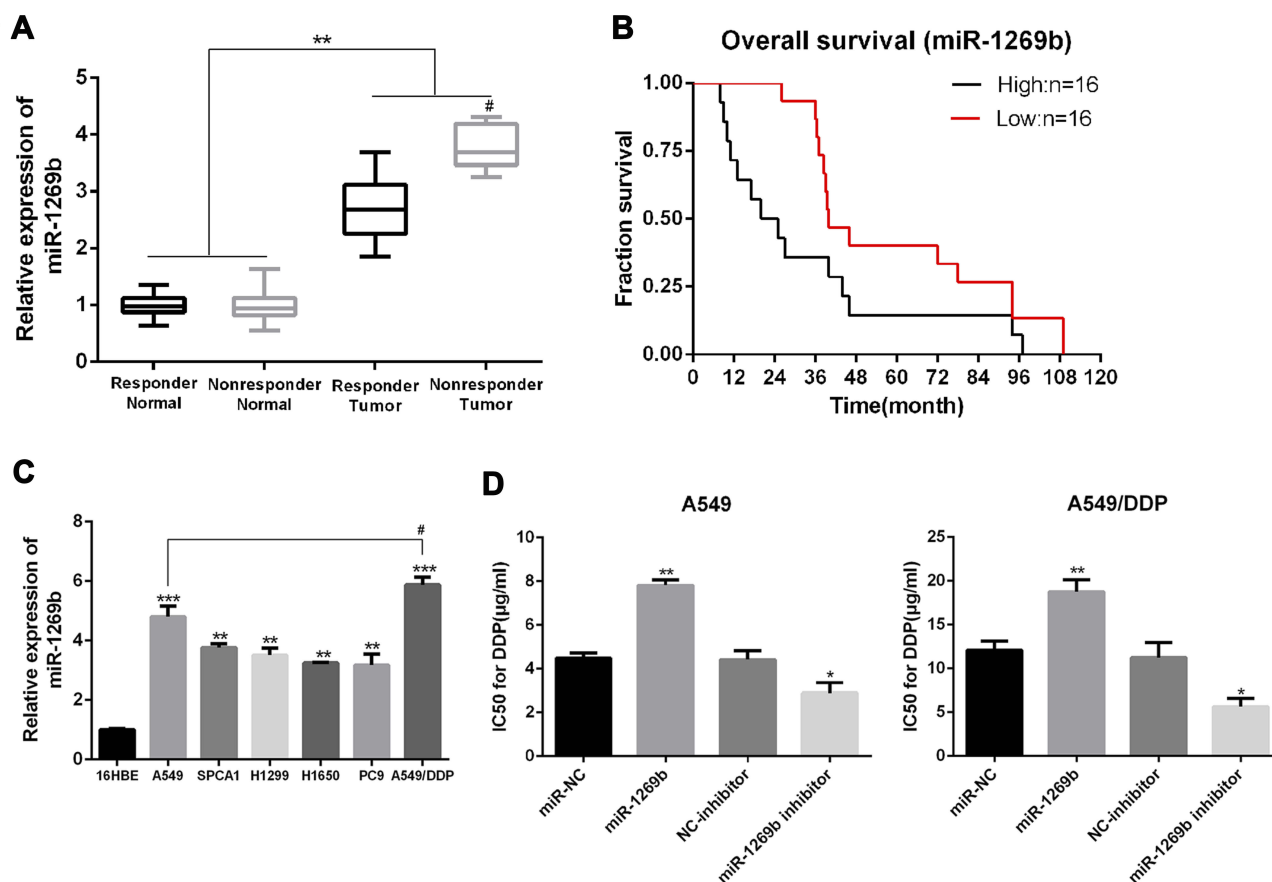 A
Relative expression of
miR-1269b
5
4
3
2
1
0
**
#
Responder
Normal
Nonresponder
Normal
Responder
Tumor
Nonresponder
Tumor
B
Overall survival (miR-1269b)
High:n=16
Low:n=16
Fraction survival
1.00
0.75
0.50
0.25
0.00
0 12 24 36 48 60 72 84 96 108 120
Time(month)
C
Relative expression of
miR-1269b
8
6
4
2
0
#
*** ** ** ** ** ***
16HBE A549 SPCA1 H1299 H1650 PC9 A549/DDP
D
A549
IC50 for DDP(μg/ml)
10
8
6
4
2
0
**
*
miR-NC
miR-1269b
NC-inhibitor
miR-1269b inhibitor
A549/DDP
IC50 for DDP(μg/ml)
25
20
15
10
5
0
**
*
miR-NC
miR-1269b
NC-inhibitor
miR-1269b inhibitor